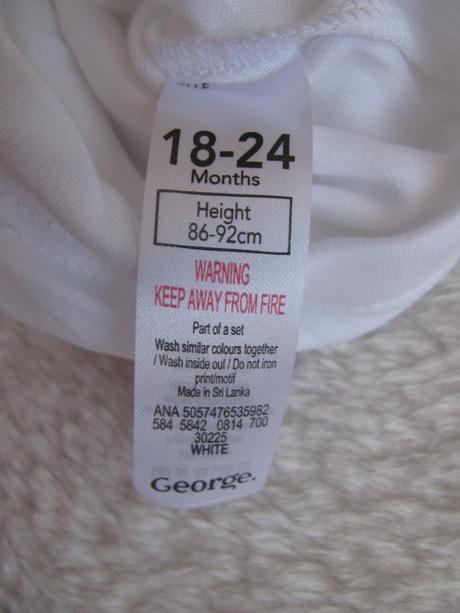 18-24
Months
Height
86-92cm
WARNING
KEEP AWAY FROM FIRE
Part of a set
Wash similar colours together
/ Wash inside out / Do not iron
print/motif
Made in Sri Lanka
ANA 5057476535982
584 5842 0814 700
30225
WHITE
George.